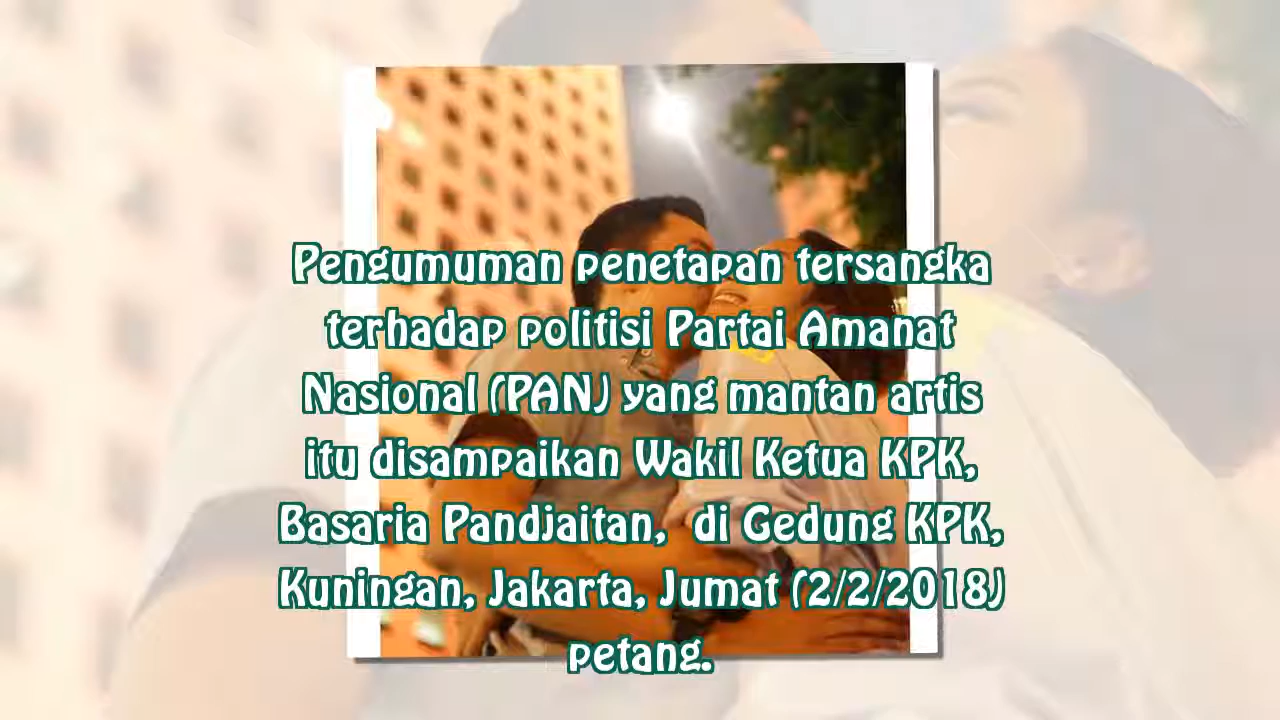 Pengumuman penetapan tersangka
terhadap politisi Partai Amanat
Nasional (PAN) yang mantan artis
itu disampaikan Wakil Ketua KPK,
Basaria Pandjaitan,  di Gedung KPK,
Kuningan, Jakarta, Jumat (2/2/2018)
petang.